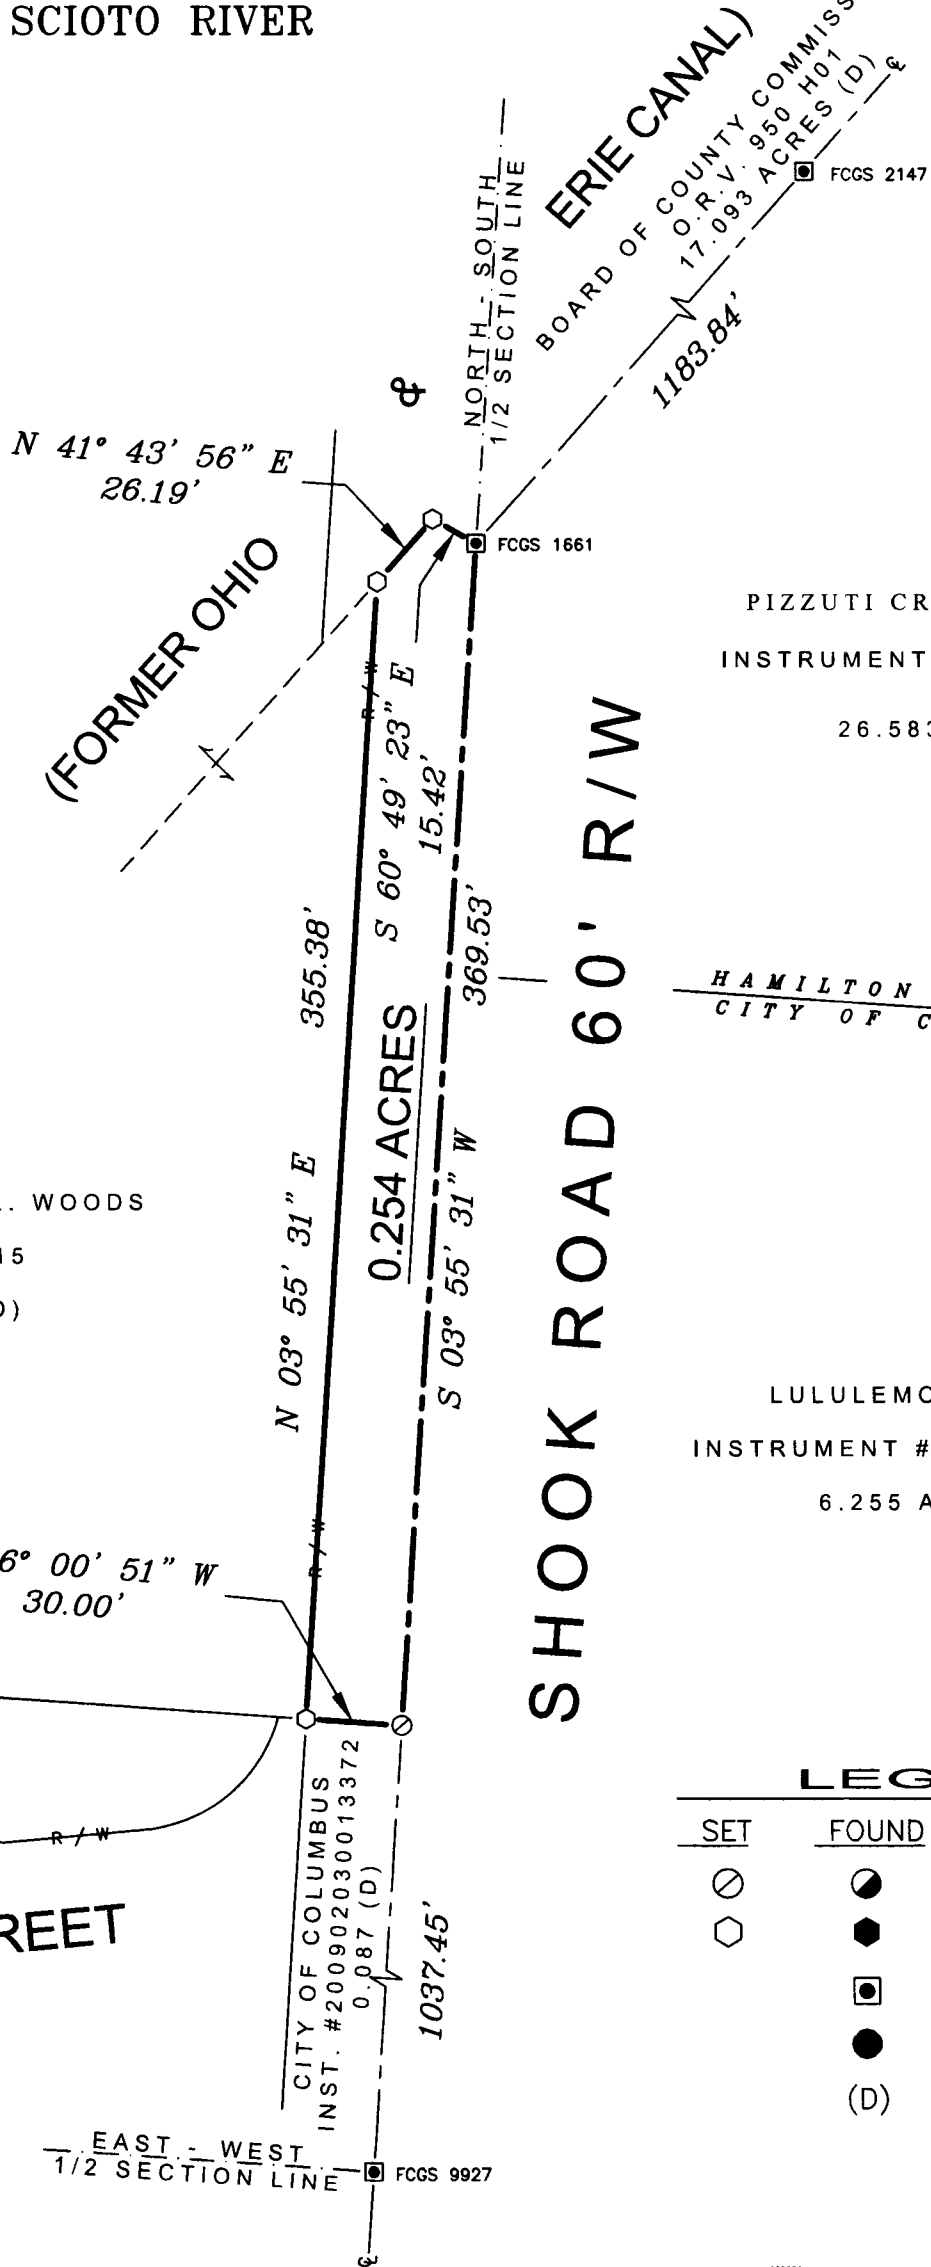 SCIOTO RIVER
ERIE CANAL)
BOARD OF COUNTY COMMISS
O.R.V. 950 H01
17.093 ACRES (D)
℄
FCGS 2147
NORTH - SOUTH
1/2 SECTION LINE
1183.84'
&
N 41° 43' 56" E
26.19'
FCGS 1661
(FORMER OHIO
PIZZUTI CR
INSTRUMENT
26.583
R/W
S 60° 49' 23" E
15.42'
355.38'
369.53'
N 03° 55' 31" E
0.254 ACRES
S 03° 55' 31" W
SHOOK ROAD 60' R/W
HAMILTON
CITY OF C
. WOODS
15
)
LULULEMO
INSTRUMENT #
6.255 A
R/W
6° 00' 51" W
30.00'
R/W
REET
CITY OF COLUMBUS
INST. #200902030013372
0.087 (D)
1037.45'
LEG
SET FOUND
(D)
EAST - WEST
1/2 SECTION LINE
FCGS 9927
℄